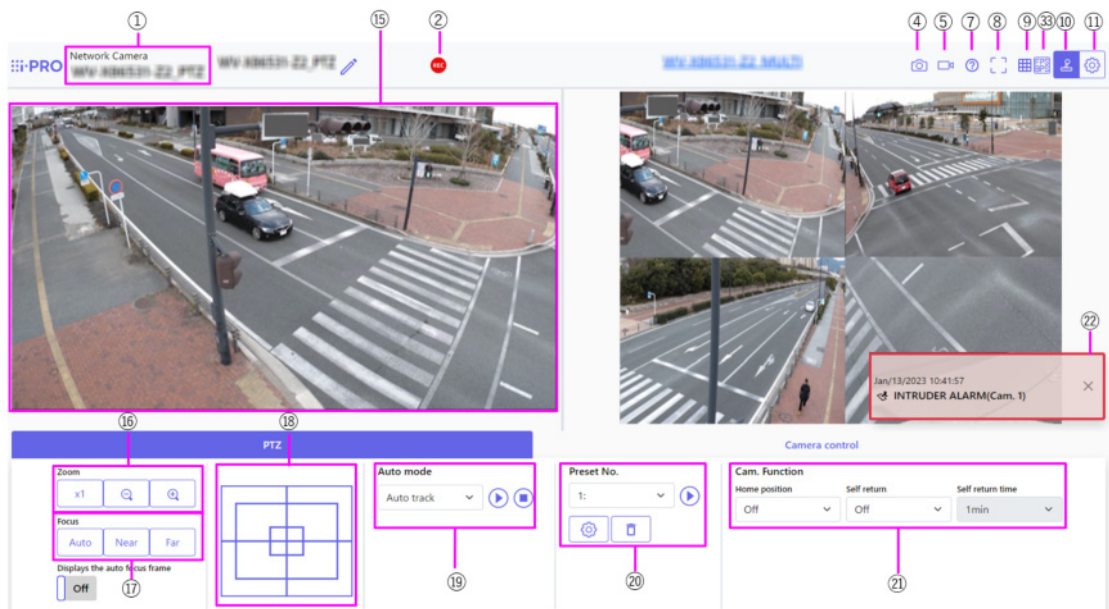 ① ⑮ ② ④ ⑤ ⑦ ⑧ ⑨ ㉝ ⑩ ⑪
i-PRO
Network Camera
REC
㉒
Jan/13/2023 10:41:57
INTRUDER ALARM(Cam. 1)
⑯ ⑱
PTZ
Camera control
Zoom
x1
Focus
Auto Near Far
Displays the auto focus frame
Off
⑰
Auto mode
Auto track
⑲
Preset No.
1:
⑳
Cam. Function
Home position Self return Self return time
Off Off 1min
㉑